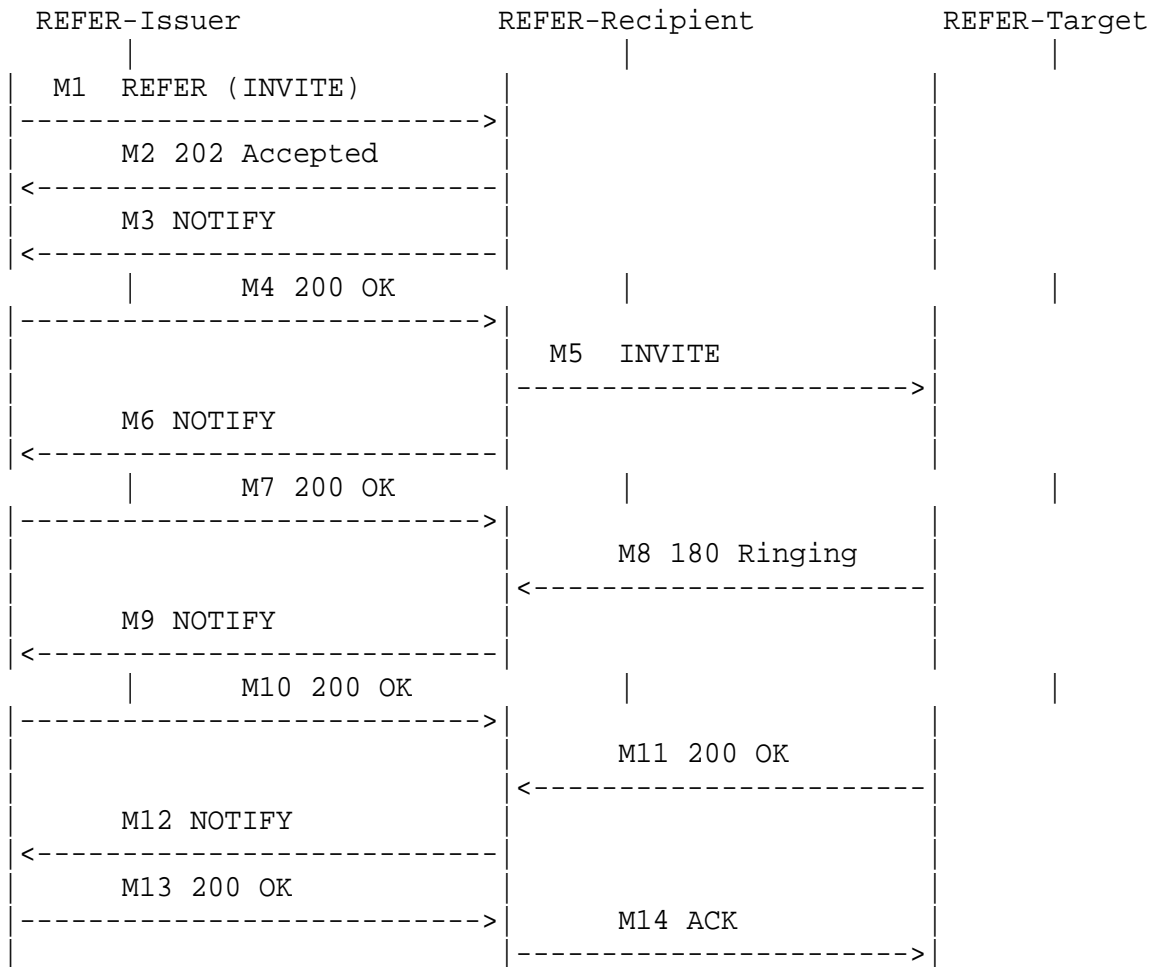 REFER-Issuer REFER-Recipient REFER-Target
M1 REFER (INVITE)
M2 202 Accepted
M3 NOTIFY
M4 200 OK
M5 INVITE
M6 NOTIFY
M7 200 OK
M8 180 Ringing
M9 NOTIFY
M10 200 OK
M11 200 OK
M12 NOTIFY
M13 200 OK
M14 ACK